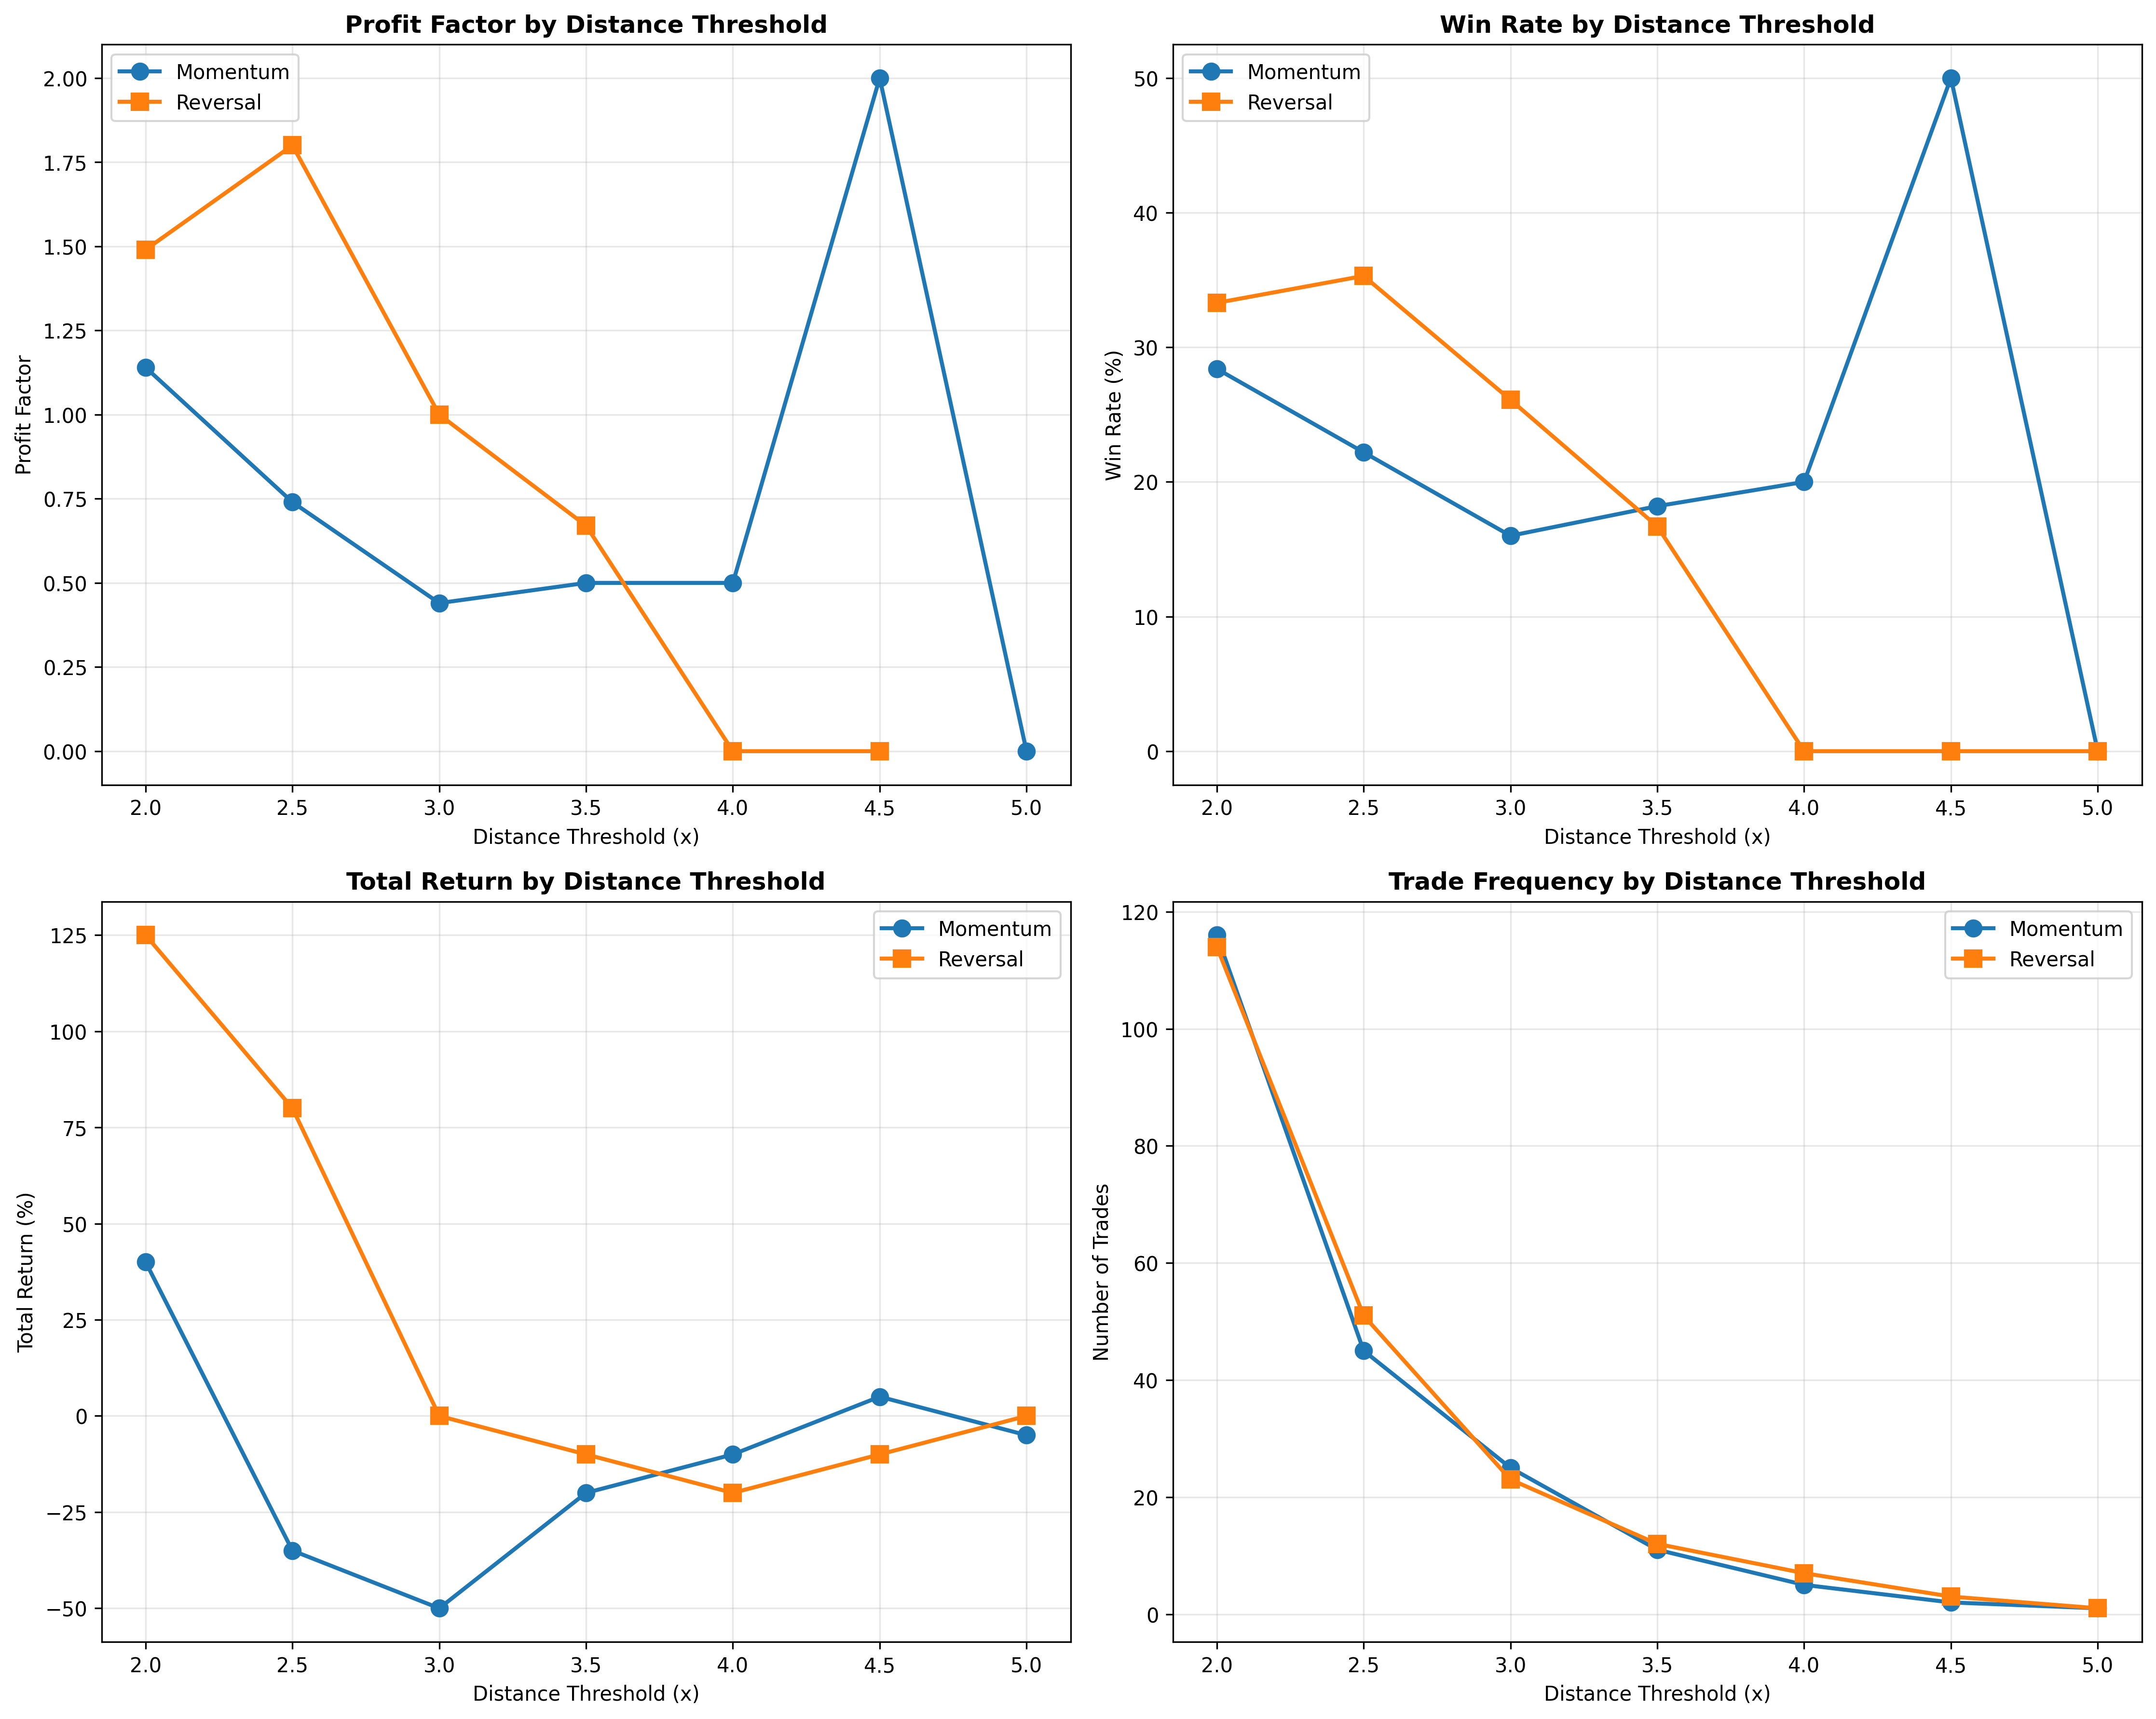 Profit Factor by Distance Threshold
Momentum
Reversal
2.00
1.75
1.50
1.25
1.00
0.75
0.50
0.25
0.00
Profit Factor
2.0 2.5 3.0 3.5 4.0 4.5 5.0
Distance Threshold (x)
Win Rate by Distance Threshold
Momentum
Reversal
50
40
30
20
10
0
Win Rate (%)
2.0 2.5 3.0 3.5 4.0 4.5 5.0
Distance Threshold (x)
Total Return by Distance Threshold
Momentum
Reversal
125
100
75
50
25
0
−25
−50
Total Return (%)
2.0 2.5 3.0 3.5 4.0 4.5 5.0
Distance Threshold (x)
Trade Frequency by Distance Threshold
Momentum
Reversal
120
100
80
60
40
20
0
Number of Trades
2.0 2.5 3.0 3.5 4.0 4.5 5.0
Distance Threshold (x)